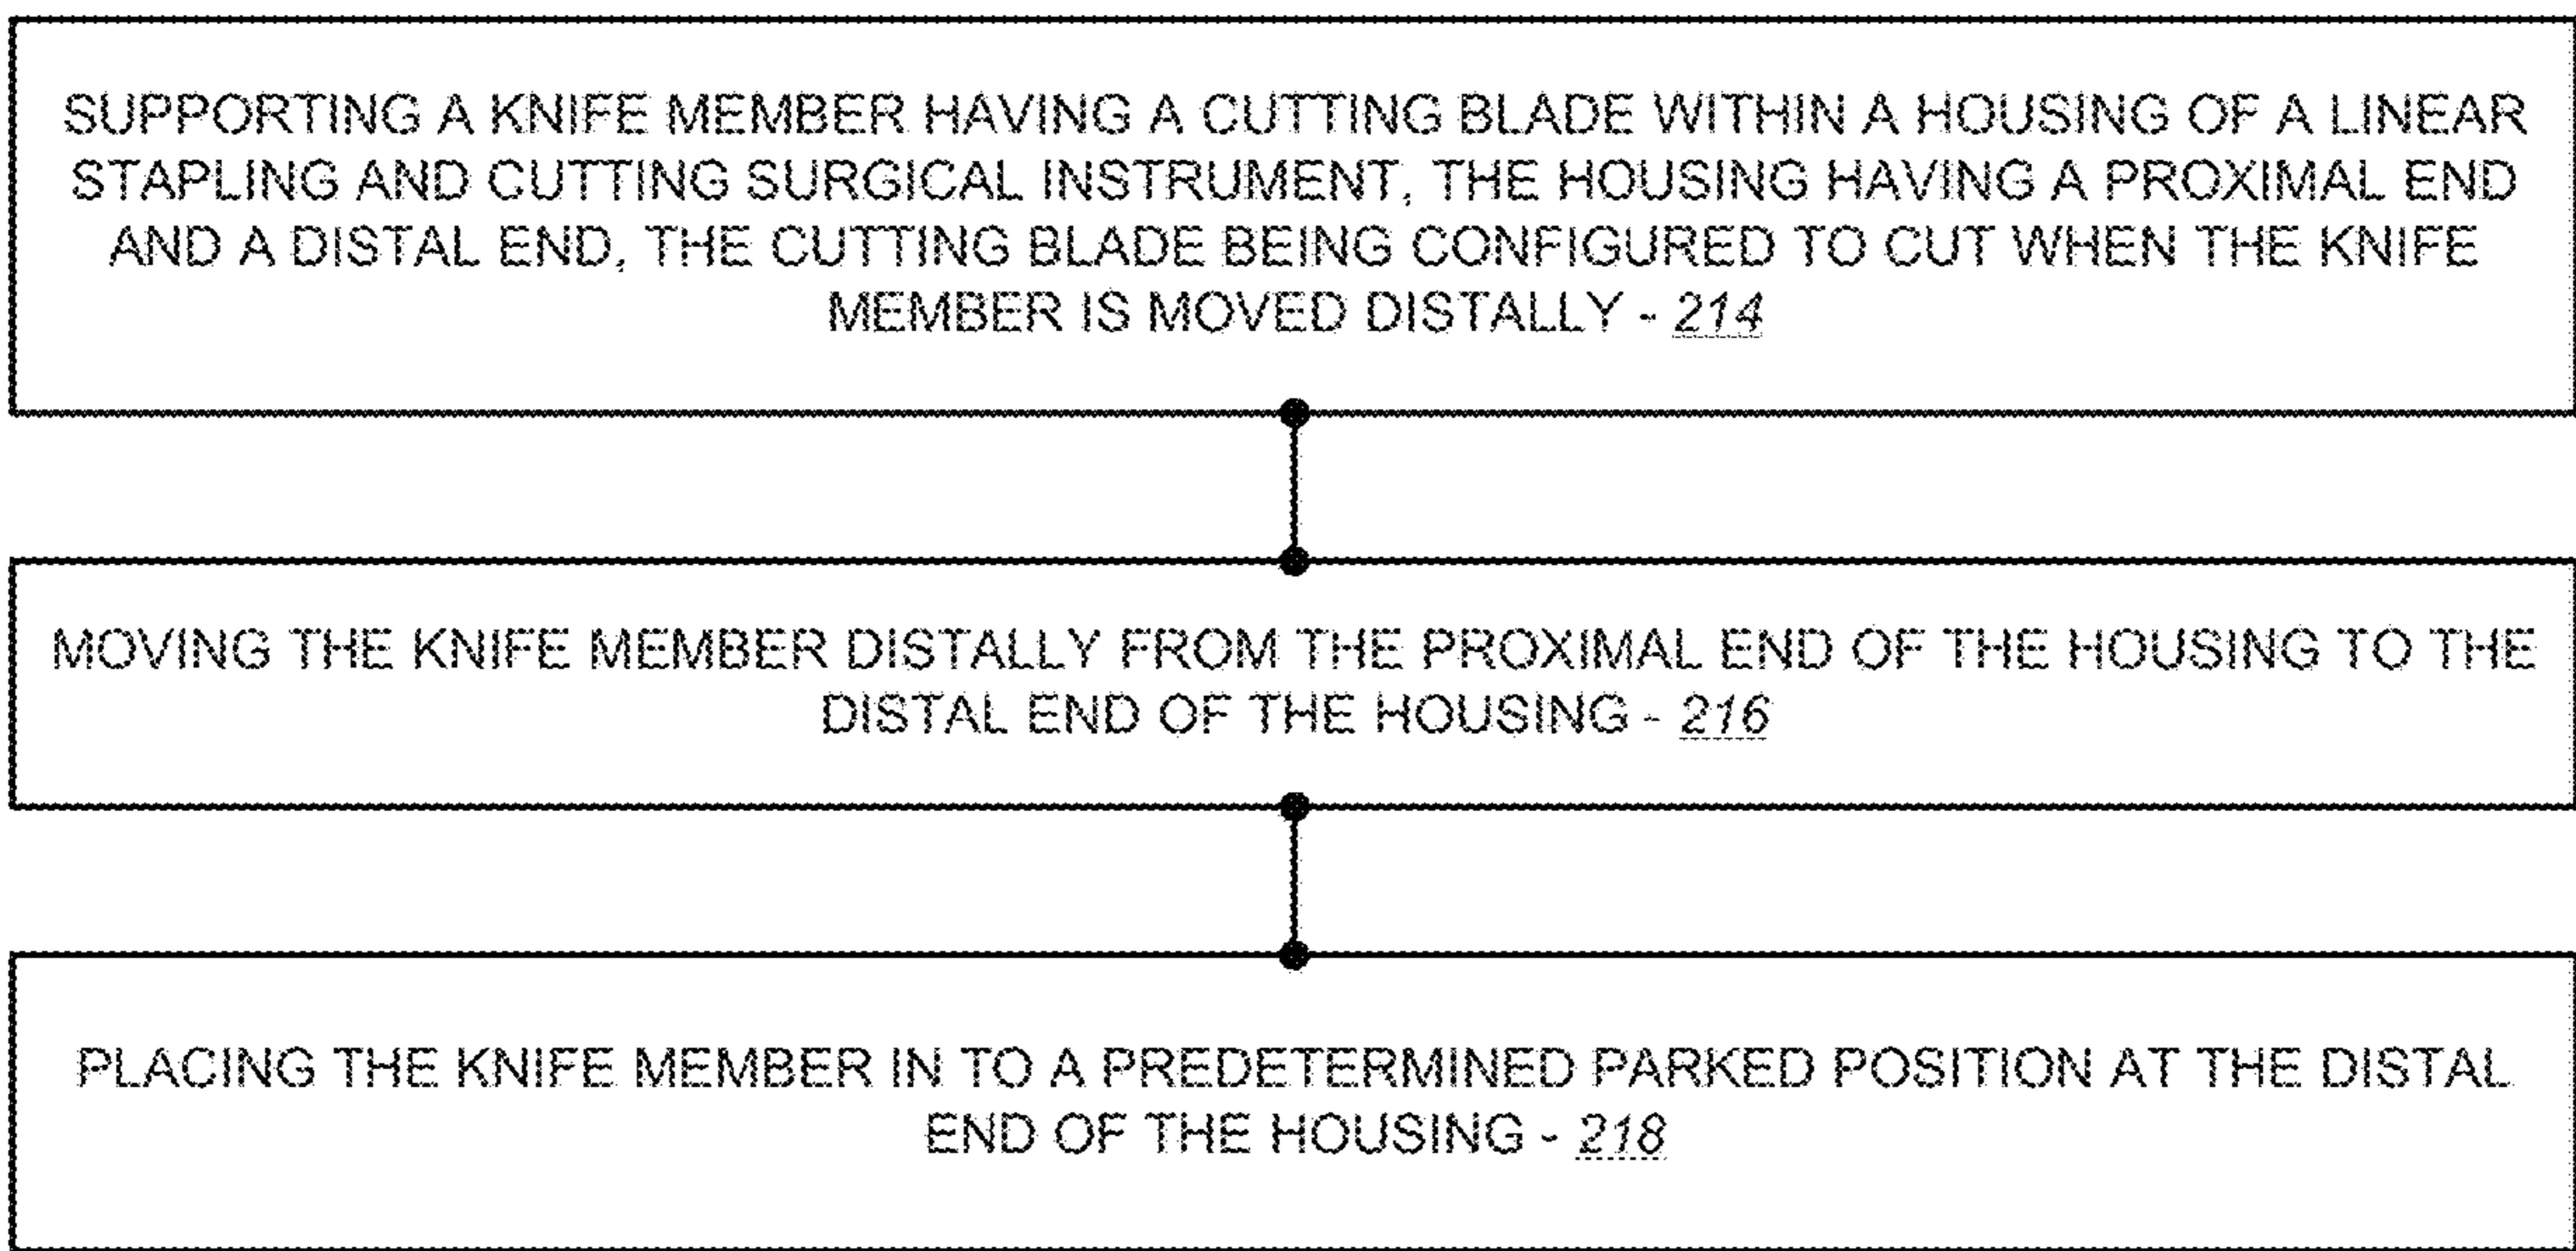 SUPPORTING A KNIFE MEMBER HAVING A CUTTING BLADE WITHIN A HOUSING OF A LINEAR
STAPLING AND CUTTING SURGICAL INSTRUMENT, THE HOUSING HAVING A PROXIMAL END
AND A DISTAL END, THE CUTTING BLADE BEING CONFIGURED TO CUT WHEN THE KNIFE
MEMBER IS MOVED DISTALLY - 214
MOVING THE KNIFE MEMBER DISTALLY FROM THE PROXIMAL END OF THE HOUSING TO THE
DISTAL END OF THE HOUSING - 216
PLACING THE KNIFE MEMBER IN TO A PREDETERMINED PARKED POSITION AT THE DISTAL
END OF THE HOUSING - 218